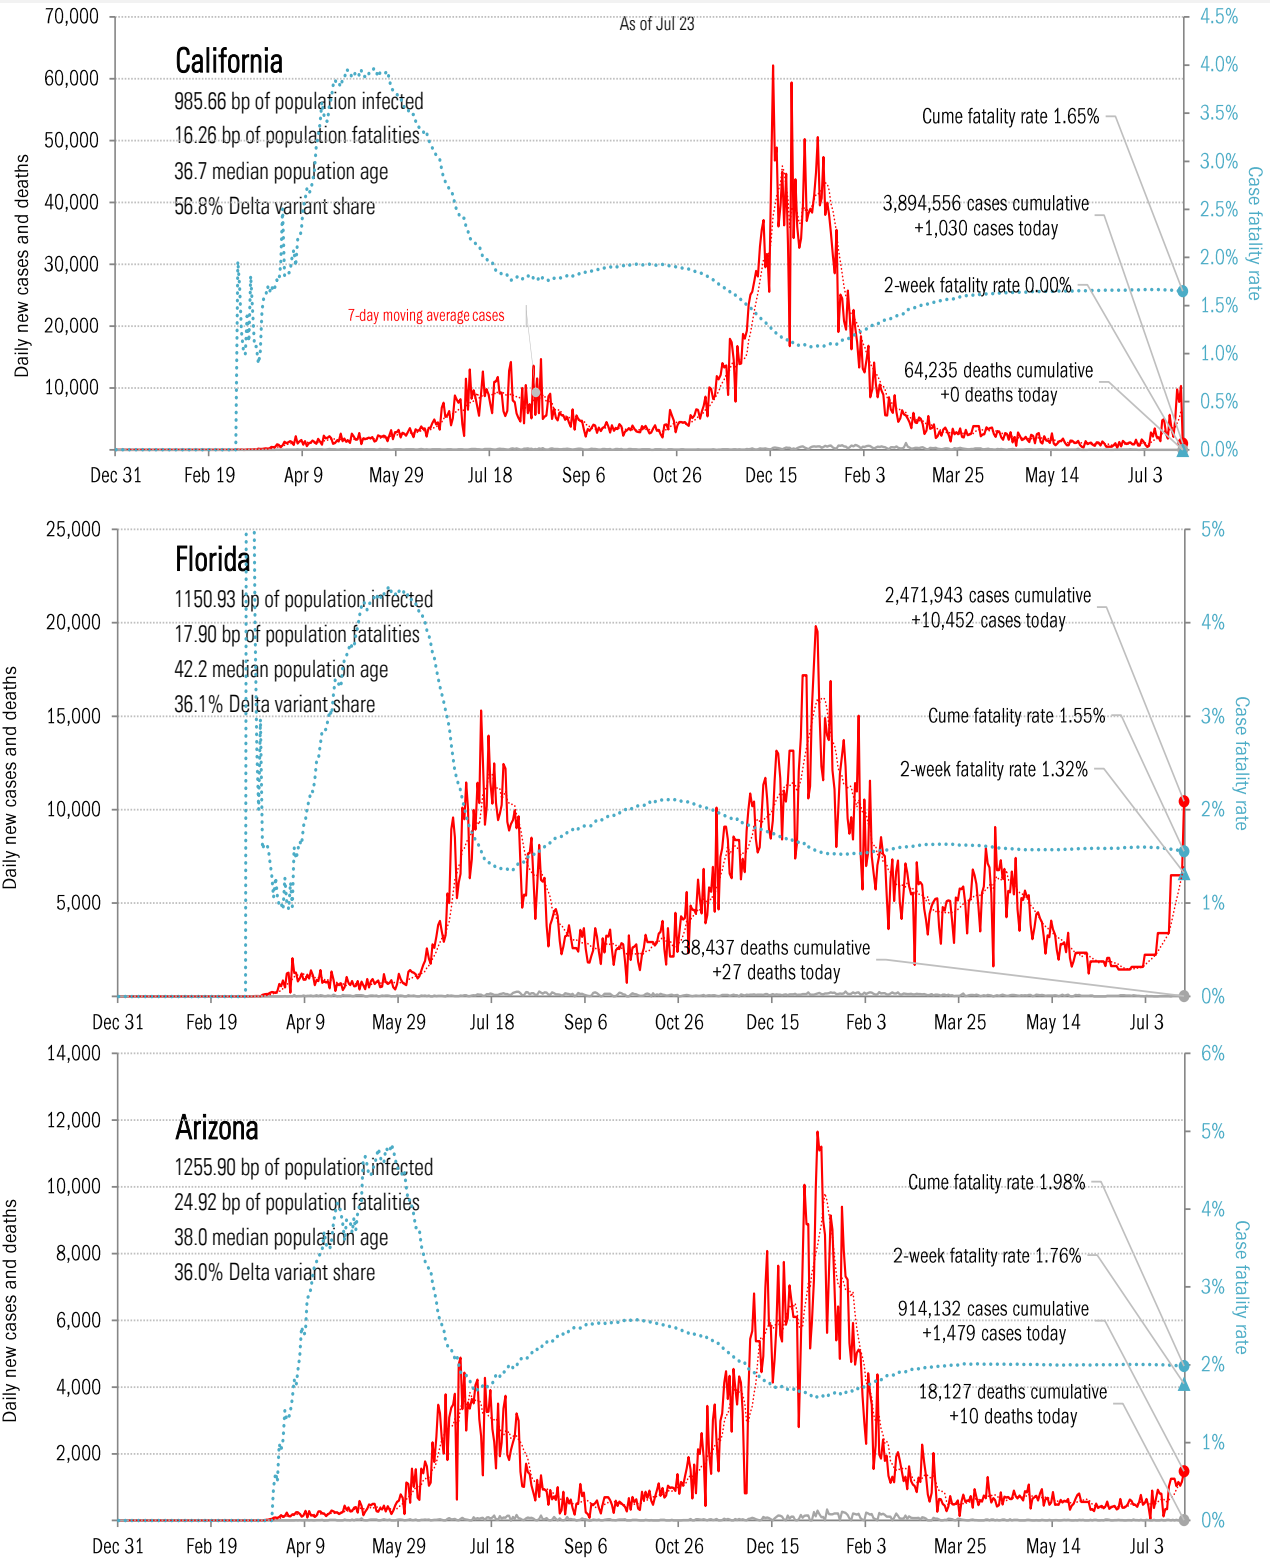 As of Jul 23
California
985.66 bp of population infected
16.26 bp of population fatalities
36.7 median population age
56.8% Delta variant share
7-day moving average cases
Cume fatality rate 1.65%
3,894,556 cases cumulative
+1,030 cases today
2-week fatality rate 0.00%
64,235 deaths cumulative
+0 deaths today
Daily new cases and deaths
70,000
60,000
50,000
40,000
30,000
20,000
10,000
4.5%
4.0%
3.5%
3.0%
2.5%
2.0%
1.5%
1.0%
0.5%
0.0%
Case fatality rate
Dec 31 Feb 19 Apr 9 May 29 Jul 18 Sep 6 Oct 26 Dec 15 Feb 3 Mar 25 May 14 Jul 3
Florida
1150.93 bp of population infected
17.90 bp of population fatalities
42.2 median population age
36.1% Delta variant share
2,471,943 cases cumulative
+10,452 cases today
Cume fatality rate 1.55%
2-week fatality rate 1.32%
38,437 deaths cumulative
+27 deaths today
Daily new cases and deaths
25,000
20,000
15,000
10,000
5,000
5%
4%
3%
2%
1%
0%
Case fatality rate
Dec 31 Feb 19 Apr 9 May 29 Jul 18 Sep 6 Oct 26 Dec 15 Feb 3 Mar 25 May 14 Jul 3
Arizona
1255.90 bp of population infected
24.92 bp of population fatalities
38.0 median population age
36.0% Delta variant share
Cume fatality rate 1.98%
2-week fatality rate 1.76%
914,132 cases cumulative
+1,479 cases today
18,127 deaths cumulative
+10 deaths today
Daily new cases and deaths
14,000
12,000
10,000
8,000
6,000
4,000
2,000
6%
5%
4%
3%
2%
1%
0%
Case fatality rate
Dec 31 Feb 19 Apr 9 May 29 Jul 18 Sep 6 Oct 26 Dec 15 Feb 3 Mar 25 May 14 Jul 3